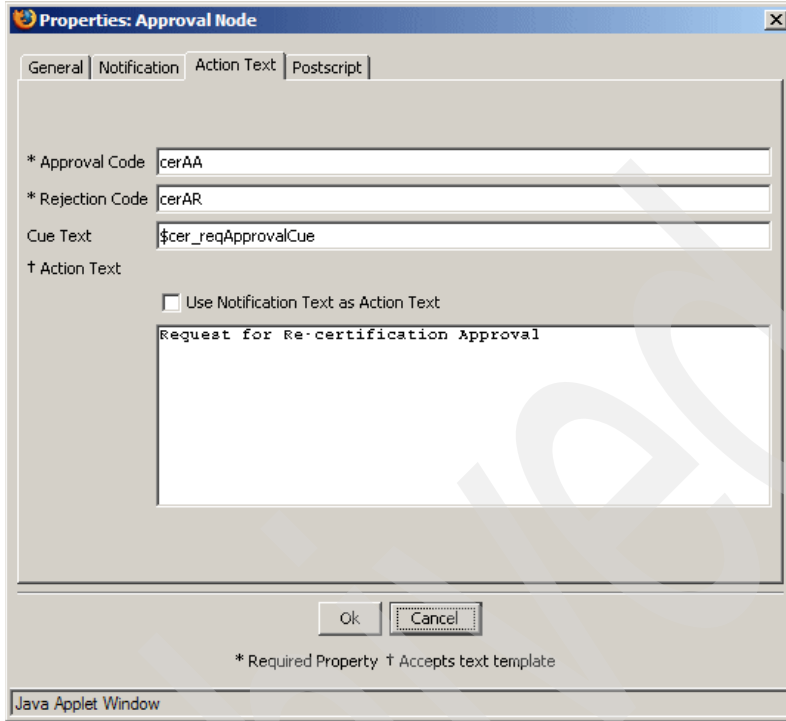 Properties: Approval Node
General Notification Action Text Postscript
* Approval Code cerAA
* Rejection Code cerAR
Cue Text $cer_reqApprovalCue
† Action Text
Use Notification Text as Action Text
Request for Re-certification Approval
Ok Cancel
* Required Property † Accepts text template
Java Applet Window